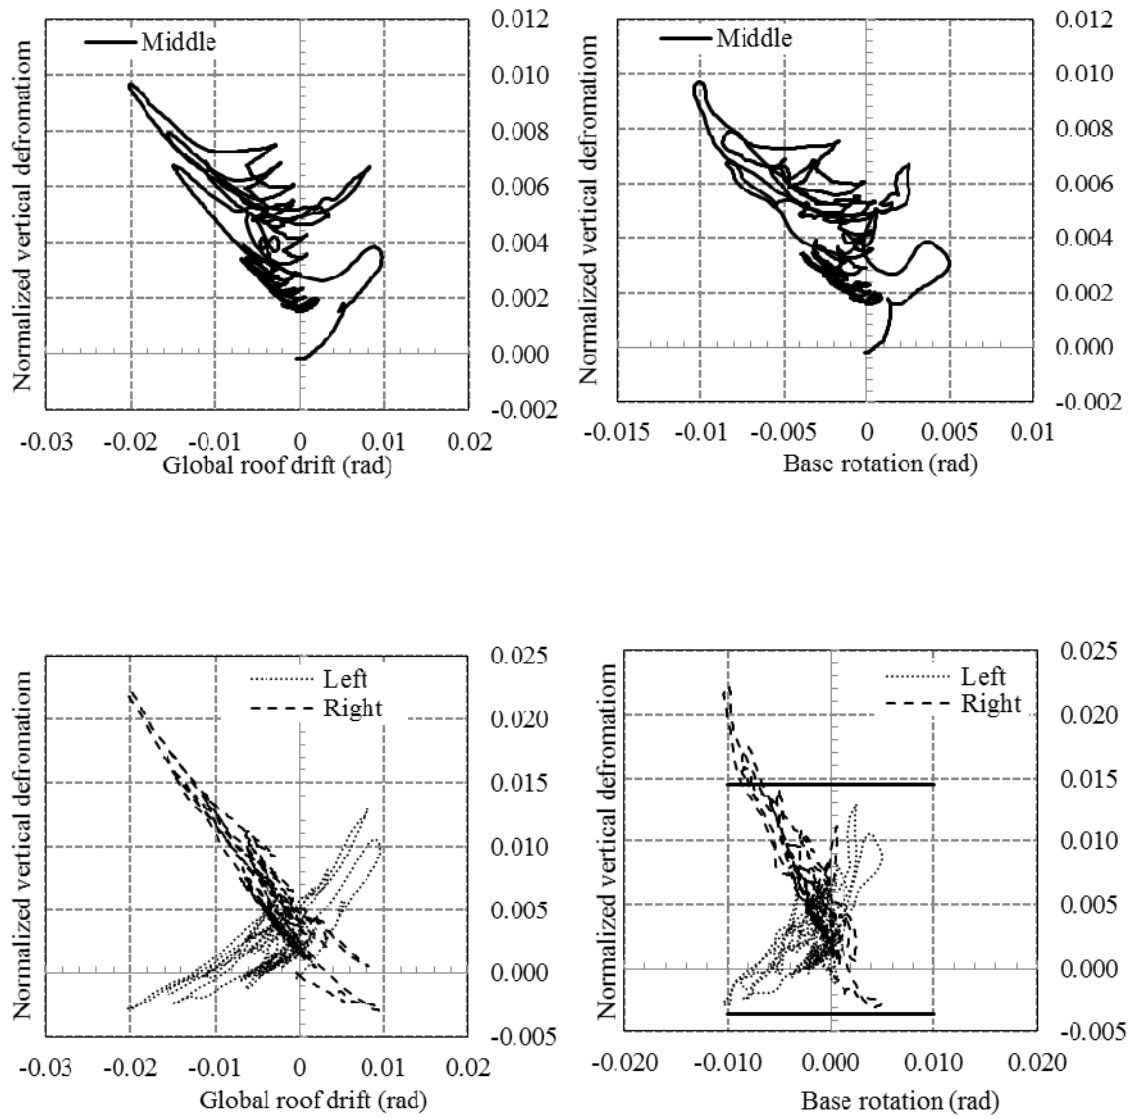 Middle
Normalized vertical defromatiom
0.012
0.010
0.008
0.006
0.004
0.002
0.000
-0.002
-0.03 -0.02 -0.01 0 0.01 0.02
Global roof drift (rad)
Middle
Normalized vertical defromatiom
0.012
0.010
0.008
0.006
0.004
0.002
0.000
-0.002
-0.015 -0.01 -0.005 0 0.005 0.01
Base rotation (rad)
Left
Right
Normalized vertical defromatiom
0.025
0.020
0.015
0.010
0.005
0.000
-0.005
-0.03 -0.02 -0.01 0 0.01 0.02
Global roof drift (rad)
Left
Right
Normalized vertical defromatiom
0.025
0.020
0.015
0.010
0.005
0.000
-0.005
-0.020 -0.010 0.000 0.010 0.020
Base rotation (rad)